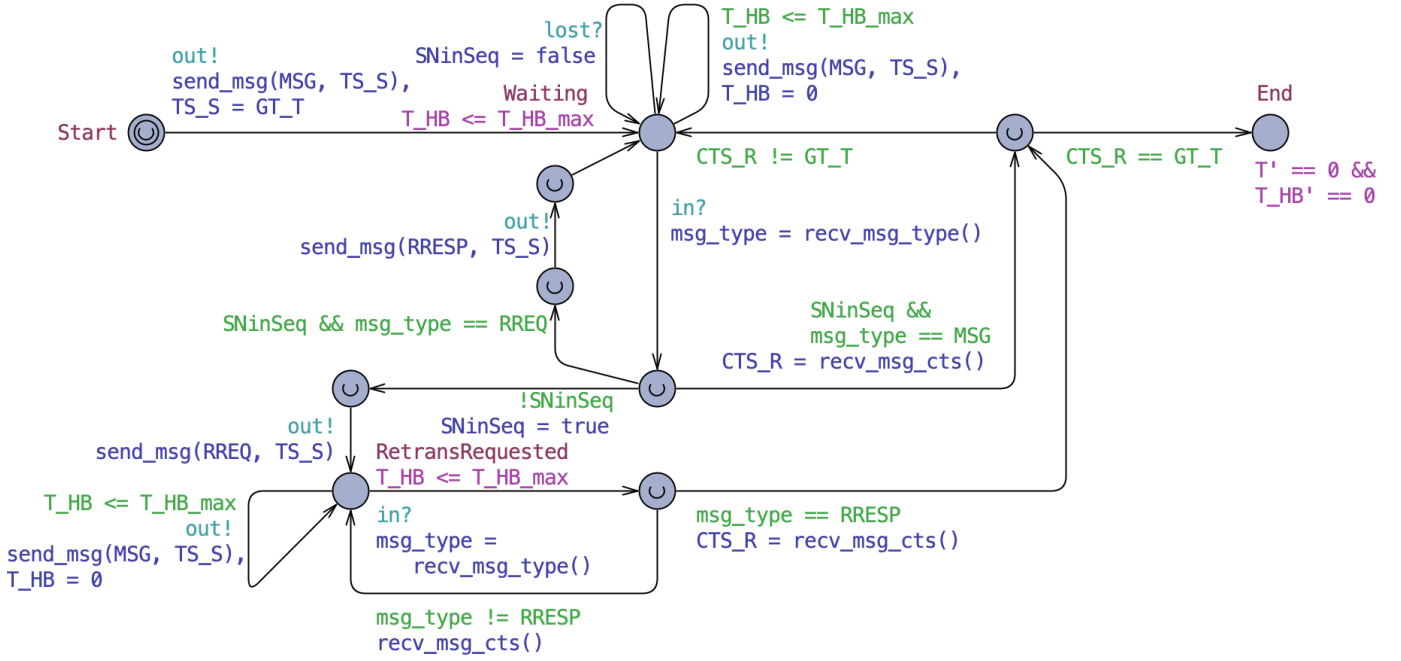 T_HB <= T_HB_max
out!
send_msg(MSG, TS_S),
T_HB = 0
lost?
SNinSeq = false
out!
send_msg(MSG, TS_S),
TS_S = GT_T
Waiting
T_HB <= T_HB_max
Start
End
CTS_R != GT_T
CTS_R == GT_T
T' == 0 &&
T_HB' == 0
in?
msg_type = recv_msg_type()
out!
send_msg(RRESP, TS_S)
SNinSeq && msg_type == RREQ
SNinSeq &&
msg_type == MSG
CTS_R = recv_msg_cts()
!SNinSeq
SNinSeq = true
out!
send_msg(RREQ, TS_S)
RetransRequested
T_HB <= T_HB_max
T_HB <= T_HB_max
out!
send_msg(MSG, TS_S),
T_HB = 0
in?
msg_type =
recv_msg_type()
msg_type == RRESP
CTS_R = recv_msg_cts()
msg_type != RRESP
recv_msg_cts()